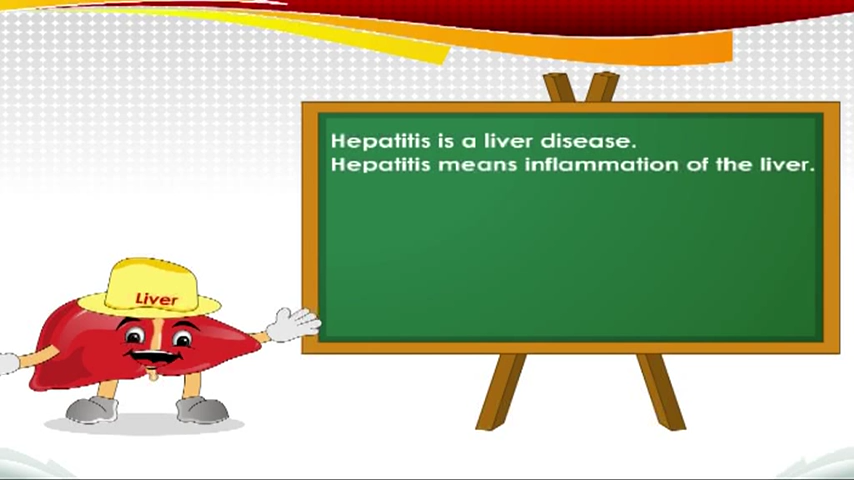 Hepatitis is a liver disease.
Hepatitis means inflammation of the liver.
Liver